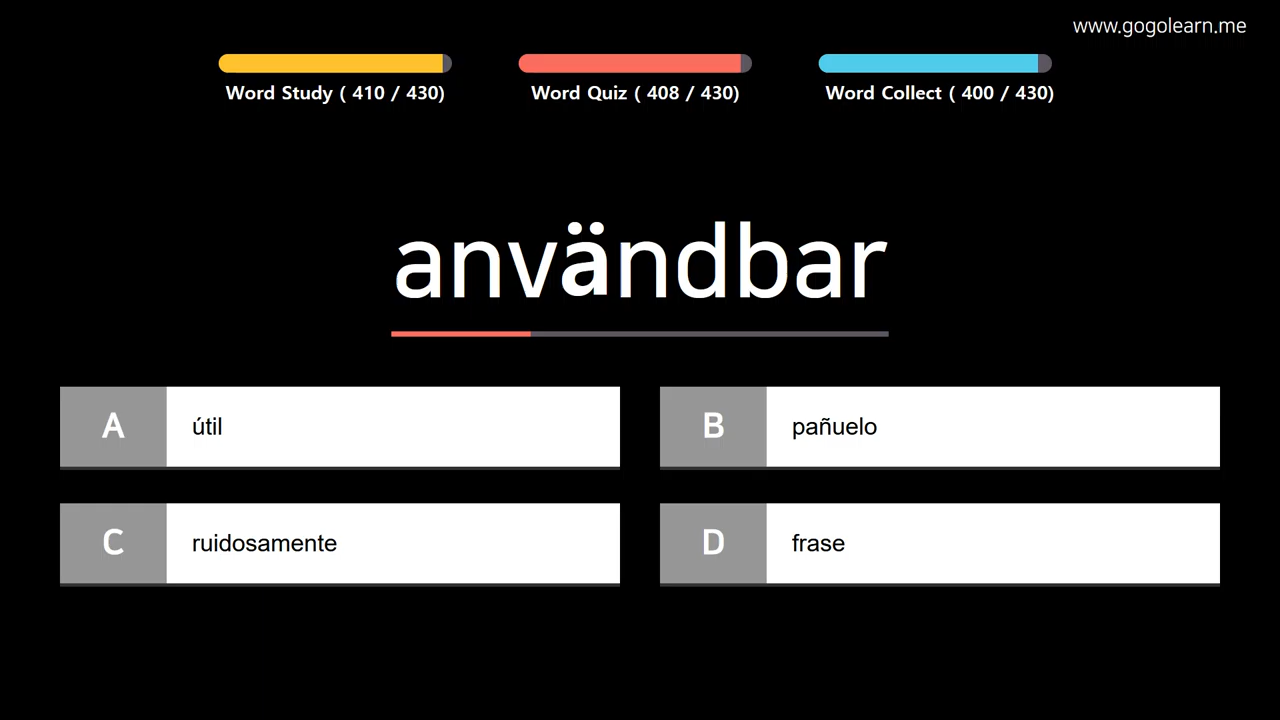 www.gogolearn.me
Word Study ( 410 / 430)
Word Quiz ( 408 / 430)
Word Collect ( 400 / 430)
användbar
A útil
B pañuelo
C ruidosamente
D frase